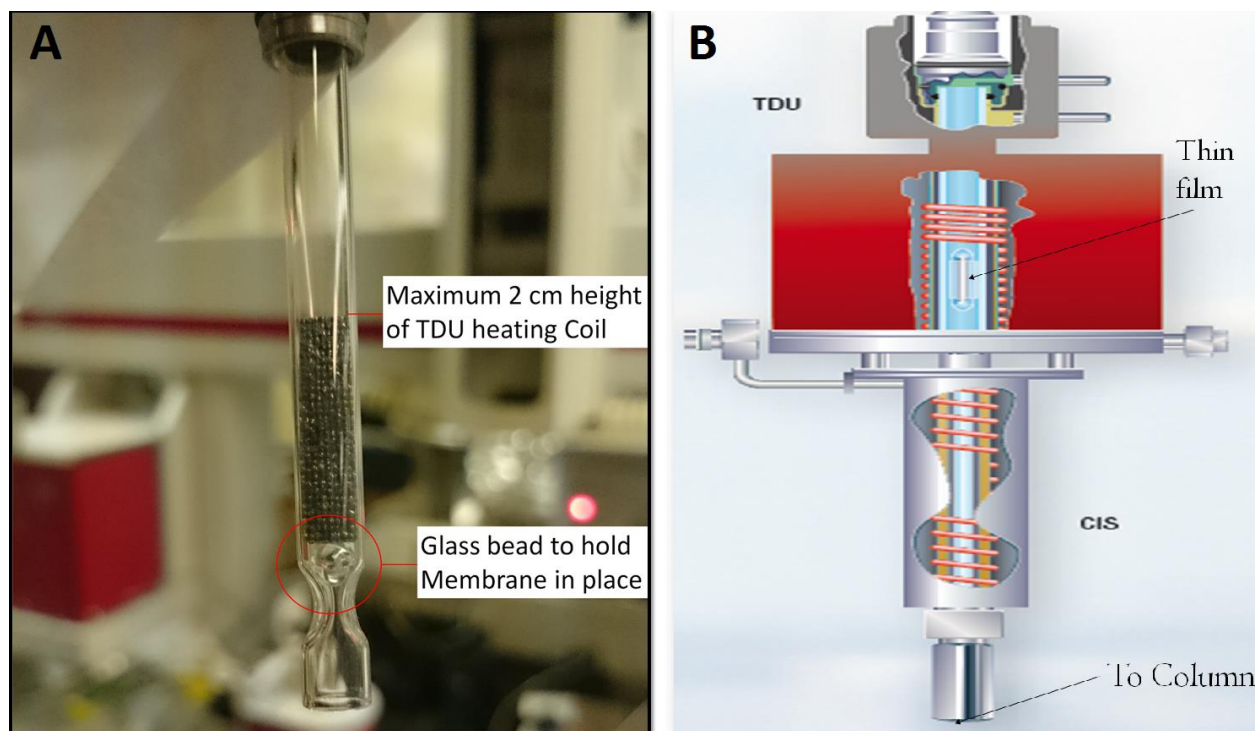 A
Maximum 2 cm height
of TDU heating Coil
Glass bead to hold
Membrane in place
B
TDU
Thin
film
CIS
To Column